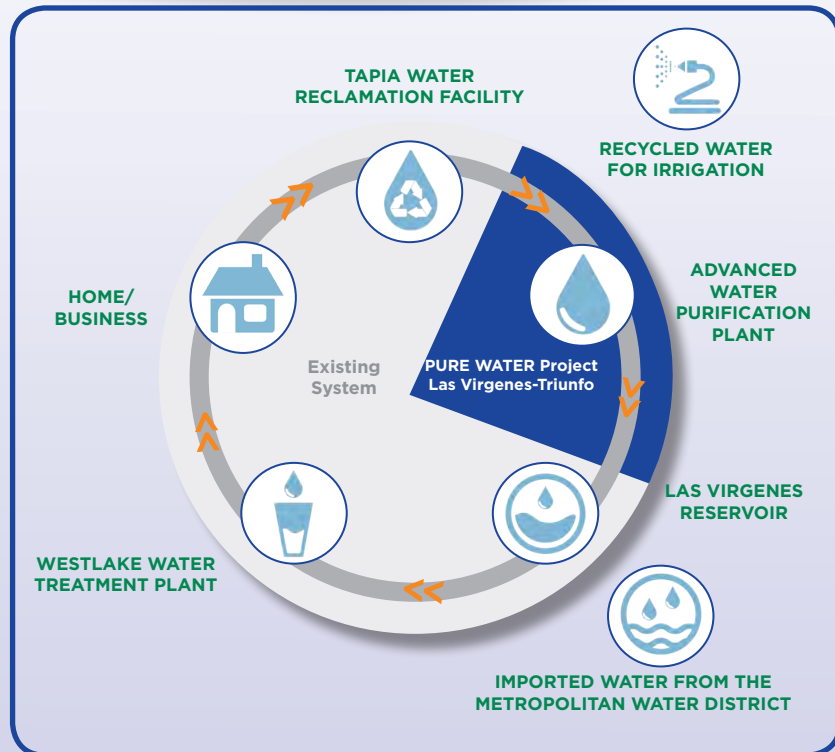 TAPIA WATER
RECLAMATION FACILITY
RECYCLED WATER
FOR IRRIGATION
HOME/
BUSINESS
ADVANCED
WATER
PURIFICATION
PLANT
Existing
System
PURE WATER Project
Las Virgenes-Triunfo
LAS VIRGENES
RESERVOIR
WESTLAKE WATER
TREATMENT PLANT
IMPORTED WATER FROM THE
METROPOLITAN WATER DISTRICT